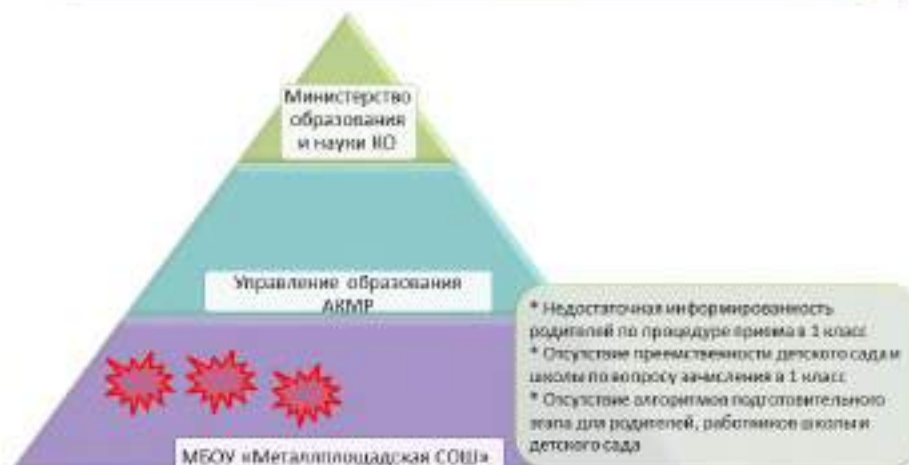 Министерство
образования
и науки КО
Управление образования
АКМР
* Недостаточная информированность
родителей по процедуре приема в 1 класс
* Отсутствие преемственности детского сада и
школы по вопросу зачисления в 1 класс
* Отсутствие алгоритмов подготовительного
этапа для родителей, работников школы и
детского сада
МБОУ «Металлплощадская СОШ»